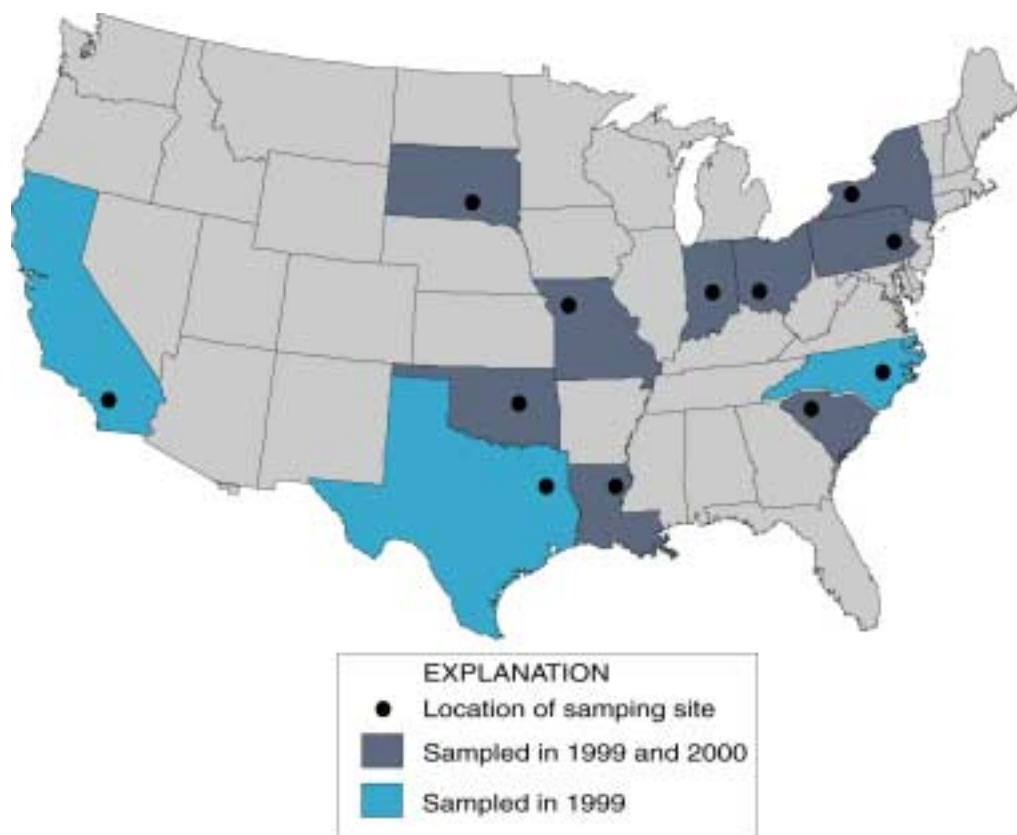 EXPLANATION
Location of samping site
Sampled in 1999 and 2000
Sampled in 1999